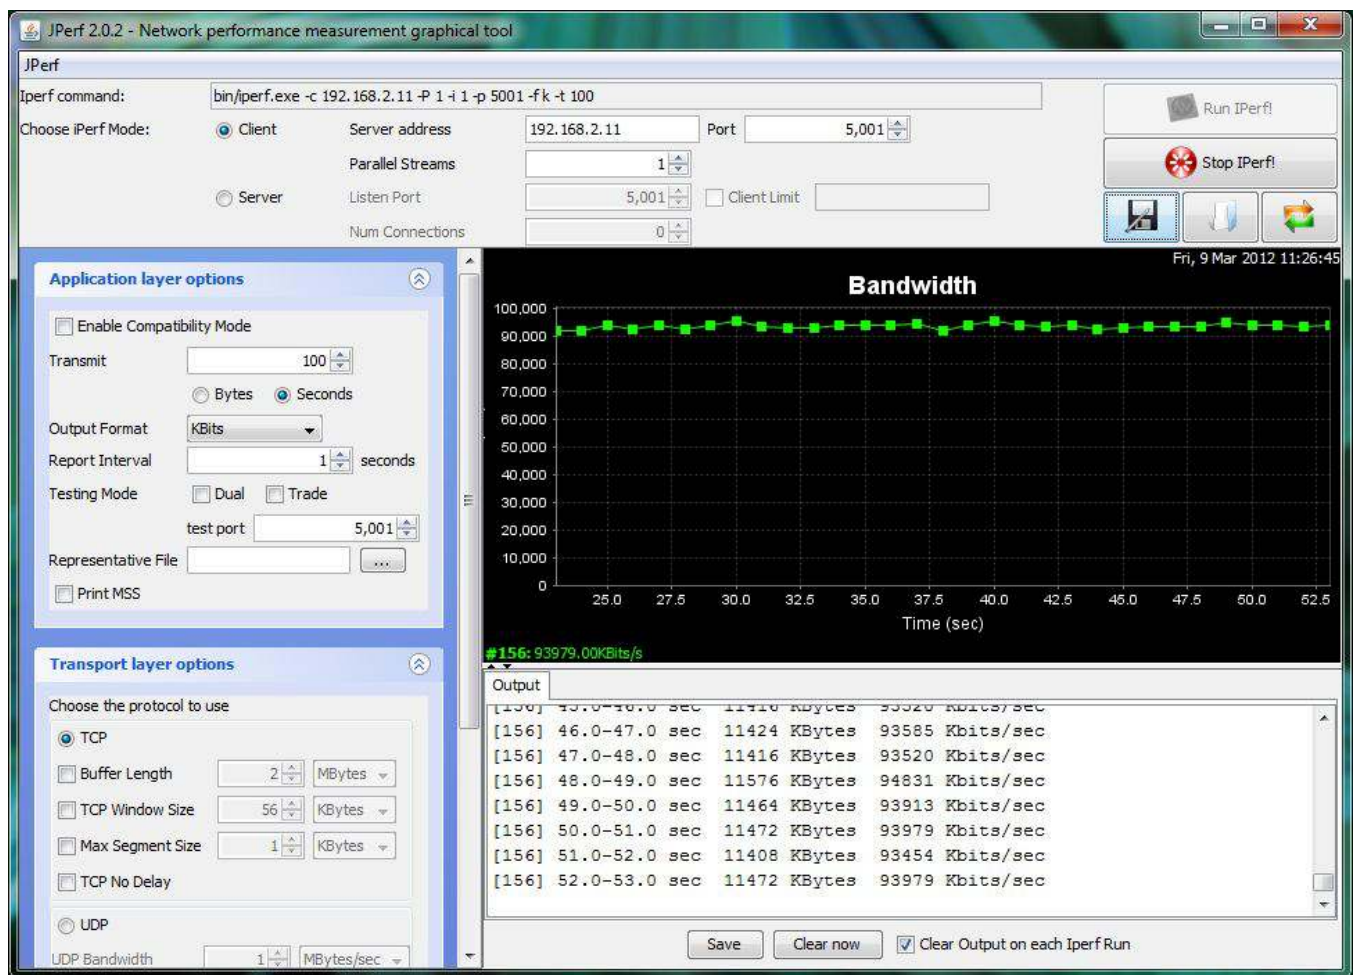 JPerf 2.0.2 - Network performance measurement graphical tool
JPerf
Iperf command: bin/iperf.exe -c 192.168.2.11 -P 1 -i 1 -p 5001 -f k -t 100
Run IPerf!
Choose iPerf Mode: Client Server address 192.168.2.11 Port 5,001
Parallel Streams 1
Stop IPerf!
Server Listen Port 5,001 Client Limit
Num Connections 0
Application layer options
Enable Compatibility Mode
Transmit 100
Bytes Seconds
Output Format KBits
Report Interval 1 seconds
Testing Mode Dual Trade
test port 5,001
Representative File ...
Print MSS
Transport layer options
Choose the protocol to use
TCP
Buffer Length 2 MBytes
TCP Window Size 56 KBytes
Max Segment Size 1 KBytes
TCP No Delay
UDP
UDP Bandwidth 1 MBytes/sec
Fri, 9 Mar 2012 11:26:45
Bandwidth
100,000
90,000
80,000
70,000
60,000
50,000
40,000
30,000
20,000
10,000
0
25.0 27.5 30.0 32.5 35.0 37.5 40.0 42.5 45.0 47.5 50.0 52.5
Time (sec)
#156: 93979.00KBits/s
Output
[156] 45.0-46.0 sec 11416 KBytes 93520 Kbits/sec
[156] 46.0-47.0 sec 11424 KBytes 93585 Kbits/sec
[156] 47.0-48.0 sec 11416 KBytes 93520 Kbits/sec
[156] 48.0-49.0 sec 11576 KBytes 94831 Kbits/sec
[156] 49.0-50.0 sec 11464 KBytes 93913 Kbits/sec
[156] 50.0-51.0 sec 11472 KBytes 93979 Kbits/sec
[156] 51.0-52.0 sec 11408 KBytes 93454 Kbits/sec
[156] 52.0-53.0 sec 11472 KBytes 93979 Kbits/sec
Save Clear now Clear Output on each Iperf Run